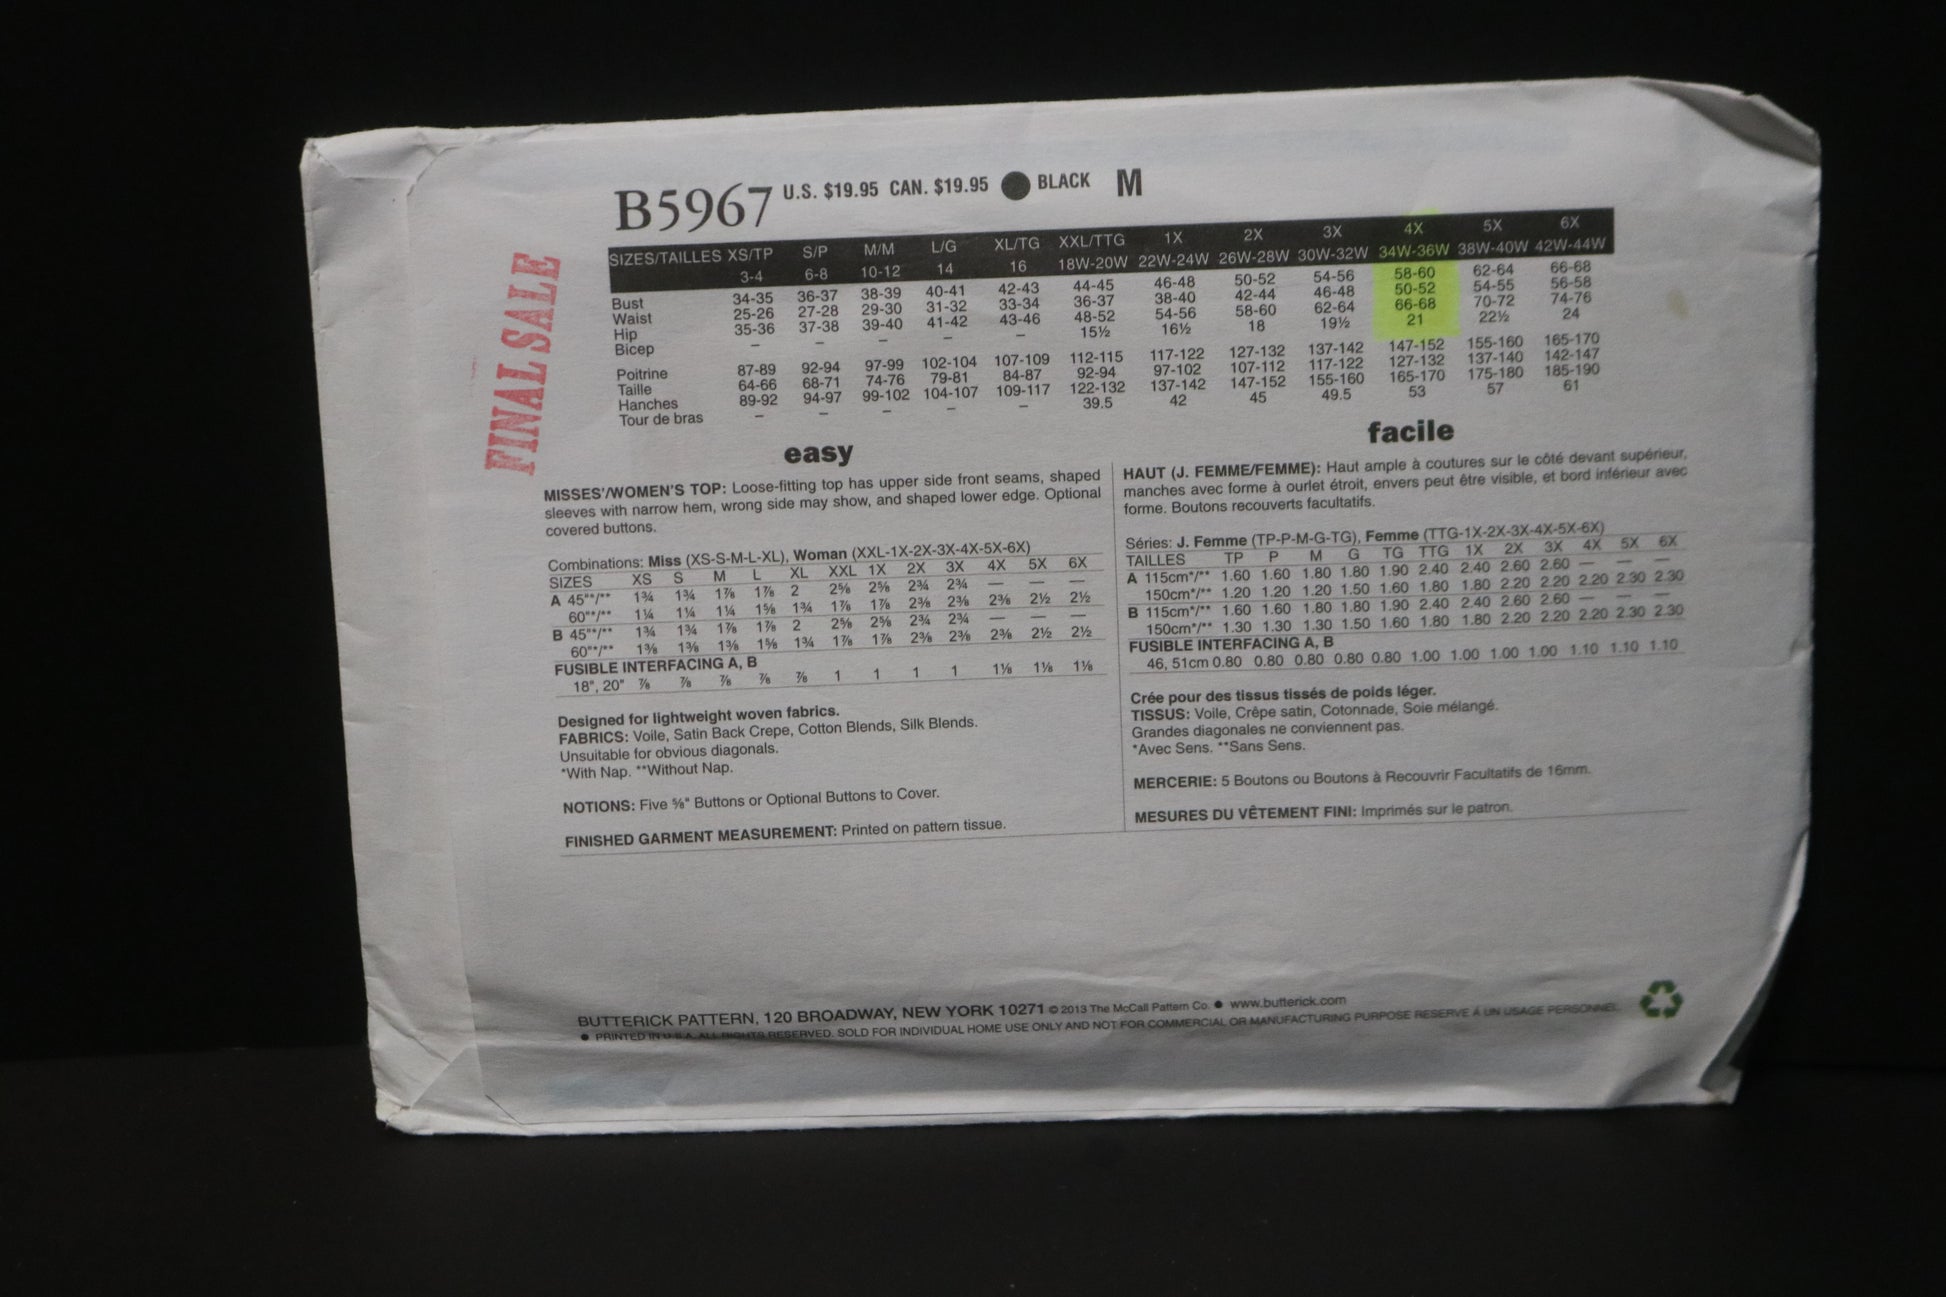 B5967 U.S. $19.95 CAN. $19.95 ● BLACK M
FINAL SALE
SIZES/TAILLES XS/TP S/P M/M L/G XL/TG XXL/TTG 1X 2X 3X 4X 5X 6X
3-4 6-8 10-12 14 16 18W-20W 22W-24W 26W-28W 30W-32W 34W-36W 38W-40W 42W-44W
Bust 34-35 36-37 38-39 40-41 42-43 44-45 46-48 50-52 54-56 58-60 62-64 66-68
Waist 25-26 27-28 29-30 31-32 33-34 36-37 38-40 42-44 46-48 50-52 54-55 56-58
Hip 35-36 37-38 39-40 41-42 43-46 48-52 54-56 58-60 62-64 66-68 70-72 74-76
Bicep – – – – – 15½ 16½ 18 19½ 21 22½ 24
Poitrine 87-89 92-94 97-99 102-104 107-109 112-115 117-122 127-132 137-142 147-152 155-160 165-170
Taille 64-66 68-71 74-76 79-81 84-87 92-94 97-102 107-112 117-122 127-132 137-140 142-147
Hanches 89-92 94-97 99-102 104-107 109-117 122-132 137-142 147-152 155-160 165-170 175-180 185-190
Tour de bras – – – – – 39.5 42 45 49.5 53 57 61
easy
MISSES'/WOMEN'S TOP: Loose-fitting top has upper side front seams, shaped
sleeves with narrow hem, wrong side may show, and shaped lower edge. Optional
covered buttons.
Combinations: Miss (XS-S-M-L-XL), Woman (XXL-1X-2X-3X-4X-5X-6X)
SIZES XS S M L XL XXL 1X 2X 3X 4X 5X 6X
A 45"*/** 1¾ 1¾ 1⅞ 1⅞ 2 2⅝ 2⅝ 2¾ 2¾ — — —
60"*/** 1¼ 1¼ 1¼ 1⅝ 1¾ 1⅞ 1⅞ 2⅜ 2⅜ 2⅜ 2½ 2½
B 45"*/** 1¾ 1¾ 1⅞ 1⅞ 2 2⅝ 2⅝ 2¾ 2¾ — — —
60"*/** 1⅜ 1⅜ 1⅜ 1⅝ 1¾ 1⅞ 1⅞ 2⅜ 2⅜ 2⅜ 2½ 2½
FUSIBLE INTERFACING A, B
18", 20" ⅞ ⅞ ⅞ ⅞ ⅞ 1 1 1 1 1⅛ 1⅛ 1⅛
Designed for lightweight woven fabrics.
FABRICS: Voile, Satin Back Crepe, Cotton Blends, Silk Blends.
Unsuitable for obvious diagonals.
*With Nap. **Without Nap.
NOTIONS: Five ⅝" Buttons or Optional Buttons to Cover.
FINISHED GARMENT MEASUREMENT: Printed on pattern tissue.
facile
HAUT (J. FEMME/FEMME): Haut ample à coutures sur le côté devant supérieur,
manches avec forme à ourlet étroit, envers peut être visible, et bord inférieur avec
forme. Boutons recouverts facultatifs.
Séries: J. Femme (TP-P-M-G-TG), Femme (TTG-1X-2X-3X-4X-5X-6X)
TAILLES TP P M G TG TTG 1X 2X 3X 4X 5X 6X
A 115cm*/** 1.60 1.60 1.80 1.80 1.90 2.40 2.40 2.60 2.60 — — —
150cm*/** 1.20 1.20 1.20 1.50 1.60 1.80 1.80 2.20 2.20 2.20 2.30 2.30
B 115cm*/** 1.60 1.60 1.80 1.80 1.90 2.40 2.40 2.60 2.60 — — —
150cm*/** 1.30 1.30 1.30 1.50 1.60 1.80 1.80 2.20 2.20 2.20 2.30 2.30
FUSIBLE INTERFACING A, B
46, 51cm 0.80 0.80 0.80 0.80 0.80 1.00 1.00 1.00 1.00 1.10 1.10 1.10
Crée pour des tissus tissés de poids léger.
TISSUS: Voile, Crêpe satin, Cotonnade, Soie mélangé.
Grandes diagonales ne conviennent pas.
*Avec Sens. **Sans Sens.
MERCERIE: 5 Boutons ou Boutons à Recouvrir Facultatifs de 16mm.
MESURES DU VÊTEMENT FINI: Imprimés sur le patron.
BUTTERICK PATTERN, 120 BROADWAY, NEW YORK 10271 © 2013 The McCall Pattern Co. ● www.butterick.com
● PRINTED IN U.S.A. ALL RIGHTS RESERVED. SOLD FOR INDIVIDUAL HOME USE ONLY AND NOT FOR COMMERCIAL OR MANUFACTURING PURPOSE RESERVE À UN USAGE PERSONNEL